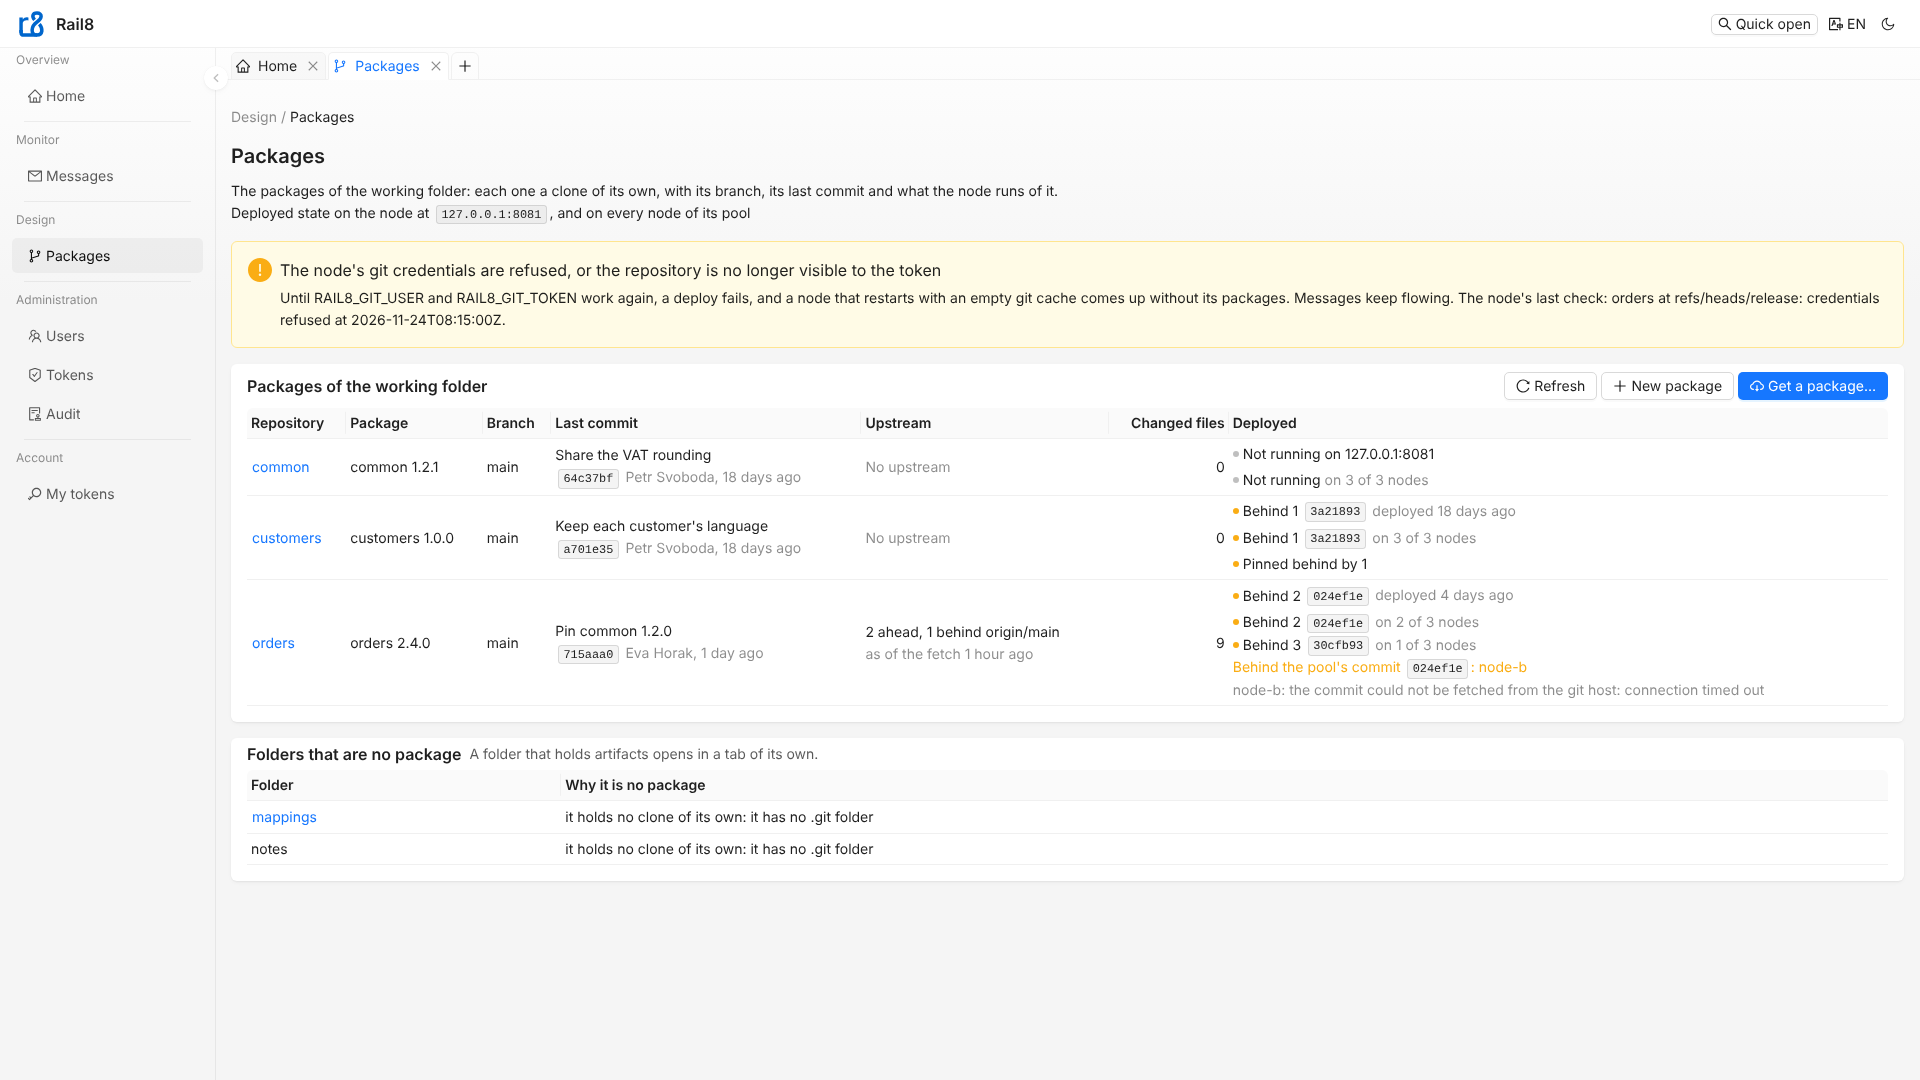 Rail8
Quick open
EN
Overview
Home
Monitor
Messages
Design
Packages
Administration
Users
Tokens
Audit
Account
My tokens
Home
Packages
Design / Packages
Packages
The packages of the working folder: each one a clone of its own, with its branch, its last commit and what the node runs of it.
Deployed state on the node at 127.0.0.1:8081, and on every node of its pool
The node's git credentials are refused, or the repository is no longer visible to the token
Until RAIL8_GIT_USER and RAIL8_GIT_TOKEN work again, a deploy fails, and a node that restarts with an empty git cache comes up without its packages. Messages keep flowing. The node's last check: orders at refs/heads/release: credentials
refused at 2026-11-24T08:15:00Z.
Packages of the working folder
Refresh
New package
Get a package...
Repository Package Branch Last commit Upstream Changed files Deployed
common common 1.2.1 main
Share the VAT rounding
64c37bf Petr Svoboda, 18 days ago
No upstream
0
Not running on 127.0.0.1:8081
Not running on 3 of 3 nodes
customers customers 1.0.0 main
Keep each customer's language
a701e35 Petr Svoboda, 18 days ago
No upstream
0
Behind 1 3a21893 deployed 18 days ago
Behind 1 3a21893 on 3 of 3 nodes
Pinned behind by 1
orders orders 2.4.0 main
Pin common 1.2.0
715aaa0 Eva Horak, 1 day ago
2 ahead, 1 behind origin/main
as of the fetch 1 hour ago
9
Behind 2 024ef1e deployed 4 days ago
Behind 2 024ef1e on 2 of 3 nodes
Behind 3 30cfb93 on 1 of 3 nodes
Behind the pool's commit 024ef1e: node-b
node-b: the commit could not be fetched from the git host: connection timed out
Folders that are no package A folder that holds artifacts opens in a tab of its own.
Folder Why it is no package
mappings it holds no clone of its own: it has no .git folder
notes it holds no clone of its own: it has no .git folder